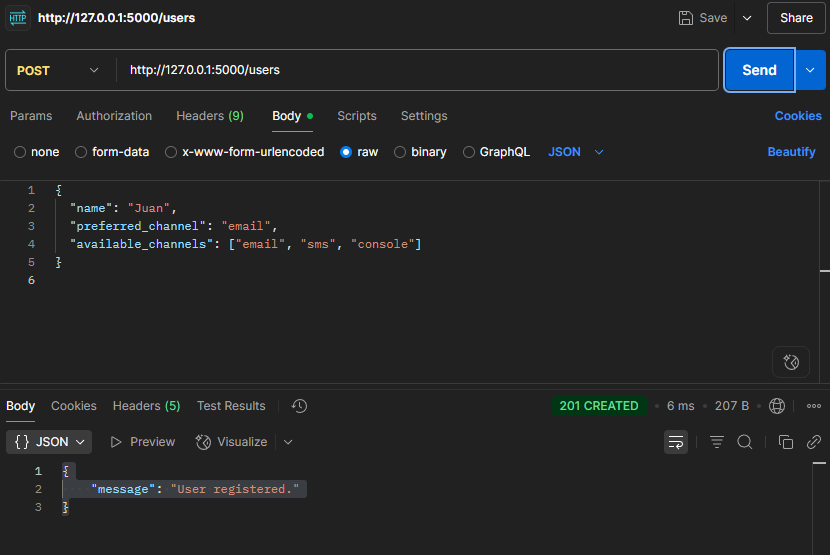 HTTP http://127.0.0.1:5000/users Save Share
POST http://127.0.0.1:5000/users Send
Params Authorization Headers (9) Body Scripts Settings Cookies
none form-data x-www-form-urlencoded raw binary GraphQL JSON Beautify
1 {
2 "name": "Juan",
3 "preferred_channel": "email",
4 "available_channels": ["email", "sms", "console"]
5 }
6
Body Cookies Headers (5) Test Results 201 CREATED • 6 ms • 207 B •
{} JSON Preview Visualize
1 {
2 "message": "User registered."
3 }